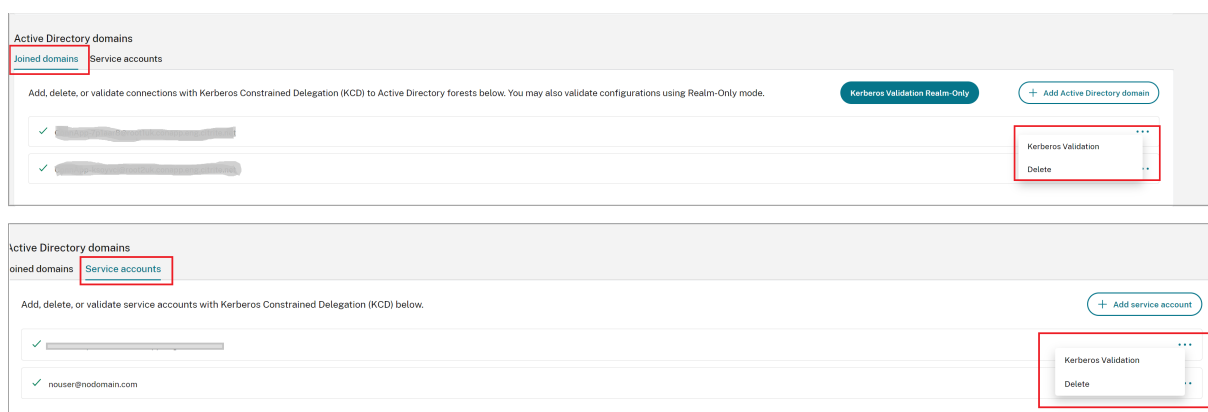 Active Directory domains
Joined domains Service accounts
Add, delete, or validate connections with Kerberos Constrained Delegation (KCD) to Active Directory forests below. You may also validate configurations using Realm-Only mode.
Kerberos Validation Realm-Only
+ Add Active Directory domain
Kerberos Validation
Delete
Active Directory domains
oined domains Service accounts
Add, delete, or validate service accounts with Kerberos Constrained Delegation (KCD) below.
+ Add service account
Kerberos Validation
nouser@nodomain.com
Delete